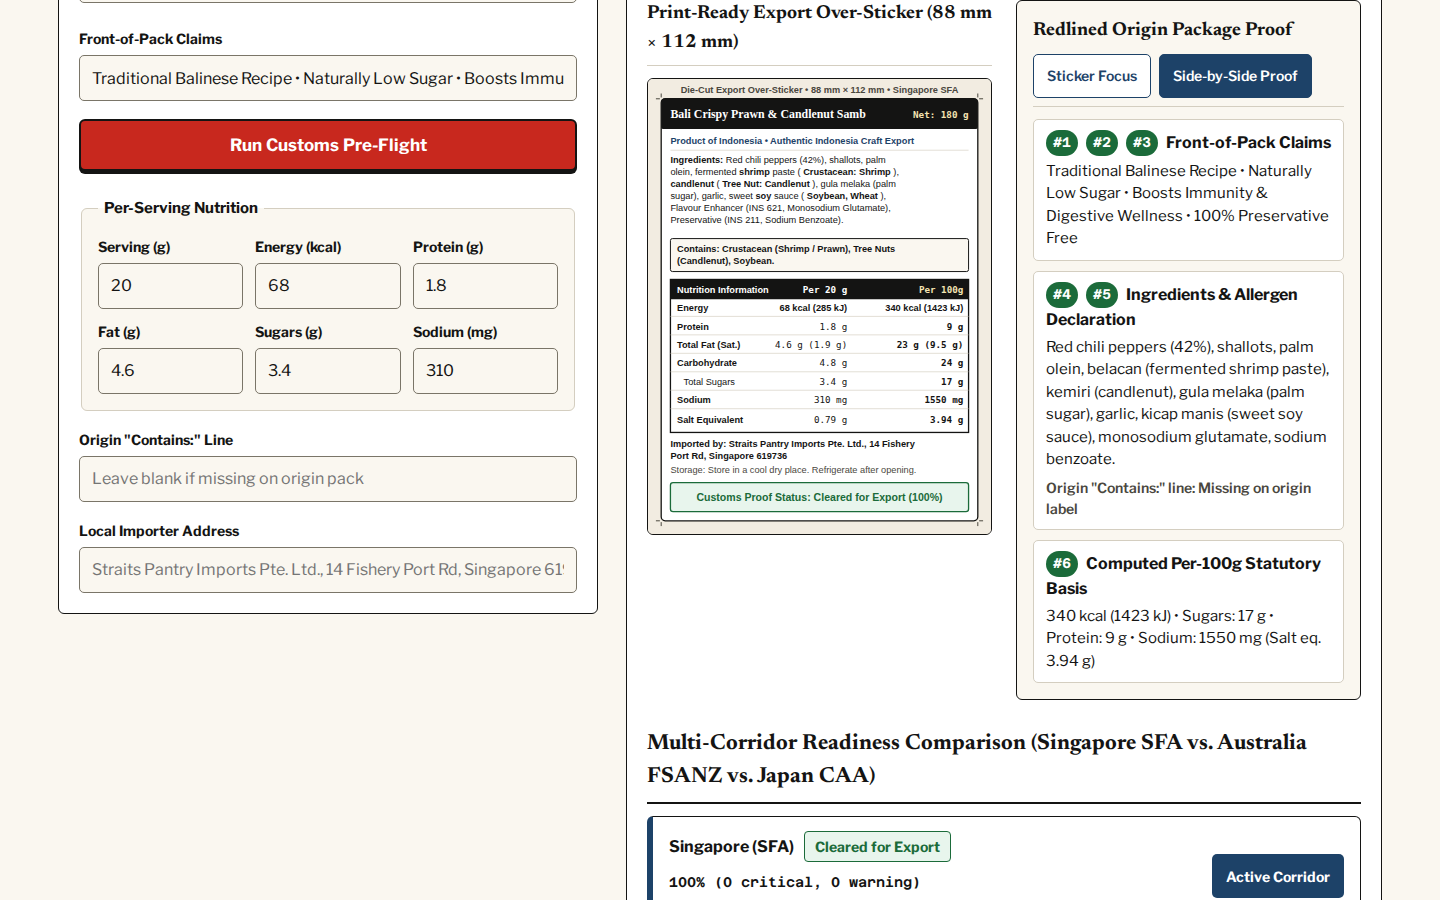 Front-of-Pack Claims
Traditional Balinese Recipe • Naturally Low Sugar • Boosts Immu
Run Customs Pre-Flight
Per-Serving Nutrition
Serving (g)
Energy (kcal)
Protein (g)
20
68
1.8
Fat (g)
Sugars (g)
Sodium (mg)
4.6
3.4
310
Origin "Contains:" Line
Leave blank if missing on origin pack
Local Importer Address
Straits Pantry Imports Pte. Ltd., 14 Fishery Port Rd, Singapore 619
Print-Ready Export Over-Sticker (88 mm
× 112 mm)
Die-Cut Export Over-Sticker • 88 mm × 112 mm • Singapore SFA
Bali Crispy Prawn & Candlenut Samb
Net: 180 g
Product of Indonesia • Authentic Indonesia Craft Export
Ingredients: Red chili peppers (42%), shallots, palm
olein, fermented shrimp paste ( Crustacean: Shrimp ),
candlenut ( Tree Nut: Candlenut ), gula melaka (palm
sugar), garlic, sweet soy sauce ( Soybean, Wheat ),
Flavour Enhancer (INS 621, Monosodium Glutamate),
Preservative (INS 211, Sodium Benzoate).
Contains: Crustacean (Shrimp / Prawn), Tree Nuts
(Candlenut), Soybean.
Nutrition Information Per 20 g Per 100g
Energy 68 kcal (285 kJ) 340 kcal (1423 kJ)
Protein 1.8 g 9 g
Total Fat (Sat.) 4.6 g (1.9 g) 23 g (9.5 g)
Carbohydrate 4.8 g 24 g
Total Sugars 3.4 g 17 g
Sodium 310 mg 1550 mg
Salt Equivalent 0.79 g 3.94 g
Imported by: Straits Pantry Imports Pte. Ltd., 14 Fishery
Port Rd, Singapore 619736
Storage: Store in a cool dry place. Refrigerate after opening.
Customs Proof Status: Cleared for Export (100%)
Redlined Origin Package Proof
Sticker Focus
Side-by-Side Proof
#1 #2 #3 Front-of-Pack Claims
Traditional Balinese Recipe • Naturally
Low Sugar • Boosts Immunity &
Digestive Wellness • 100% Preservative
Free
#4 #5 Ingredients & Allergen
Declaration
Red chili peppers (42%), shallots, palm
olein, belacan (fermented shrimp paste),
kemiri (candlenut), gula melaka (palm
sugar), garlic, kicap manis (sweet soy
sauce), monosodium glutamate, sodium
benzoate.
Origin "Contains:" line: Missing on origin
label
#6 Computed Per-100g Statutory
Basis
340 kcal (1423 kJ) • Sugars: 17 g •
Protein: 9 g • Sodium: 1550 mg (Salt eq.
3.94 g)
Multi-Corridor Readiness Comparison (Singapore SFA vs. Australia
FSANZ vs. Japan CAA)
Singapore (SFA)
Cleared for Export
100% (0 critical, 0 warning)
Active Corridor